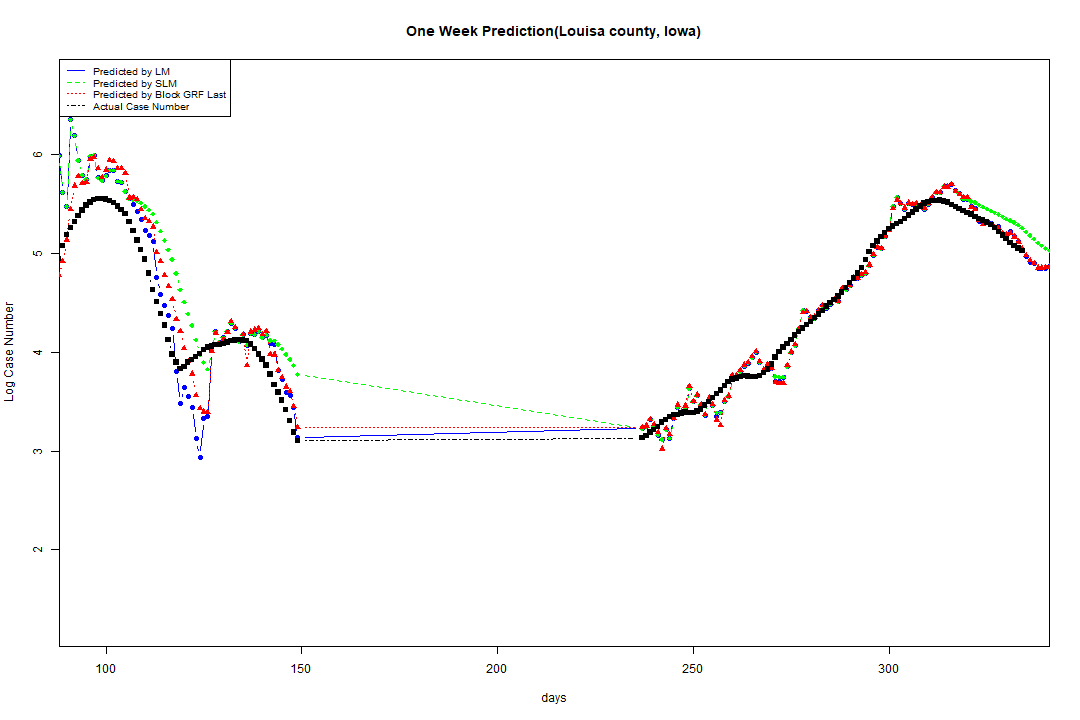 One Week Prediction(Louisa county, Iowa)
Predicted by LM
Predicted by SLM
Predicted by Block GRF Last
Actual Case Number
Log Case Number
6
5
4
3
2
100 150 200 250 300
days